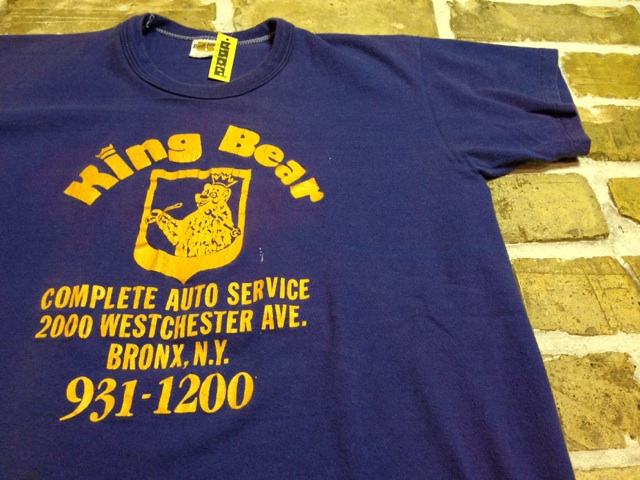 King Bear
COMPLETE AUTO SERVICE
2000 WESTCHESTER AVE.
BRONX, N.Y.
931-1200